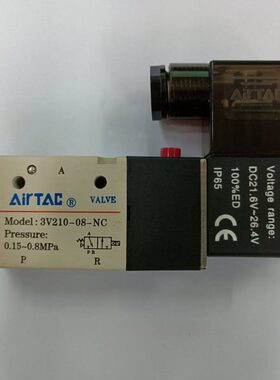 AirTAC
A
AirTAC ® VALVE
Model: 3V210-08-NC
Pressure:
0.15~0.8MPa
A
P R
P R
Voltage range:
DC21.6V~26.4V
100%ED
IP65
CE